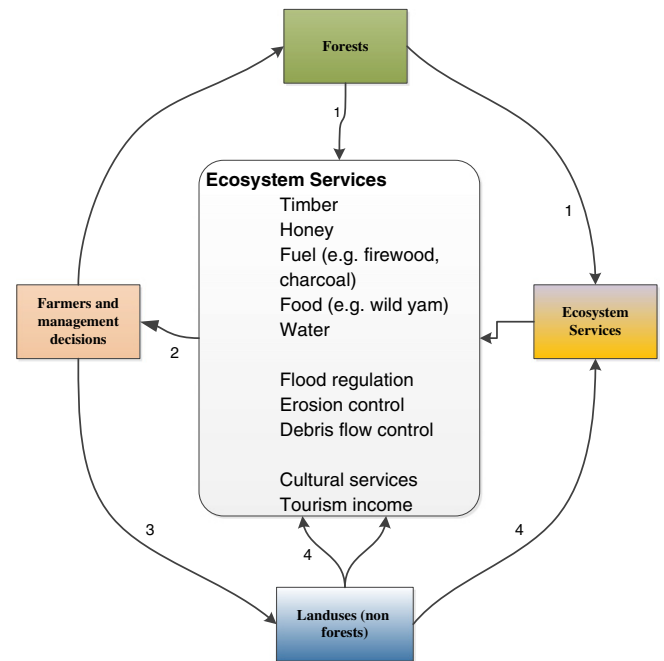 Forests
1
1
Ecosystem Services
Timber
Honey
Fuel (e.g. firewood,
charcoal)
Food (e.g. wild yam)
Water
Flood regulation
Erosion control
Debris flow control
Cultural services
Tourism income
Farmers and
management
decisions
2
Ecosystem
Services
3
4
4
Landuses (non
forests)